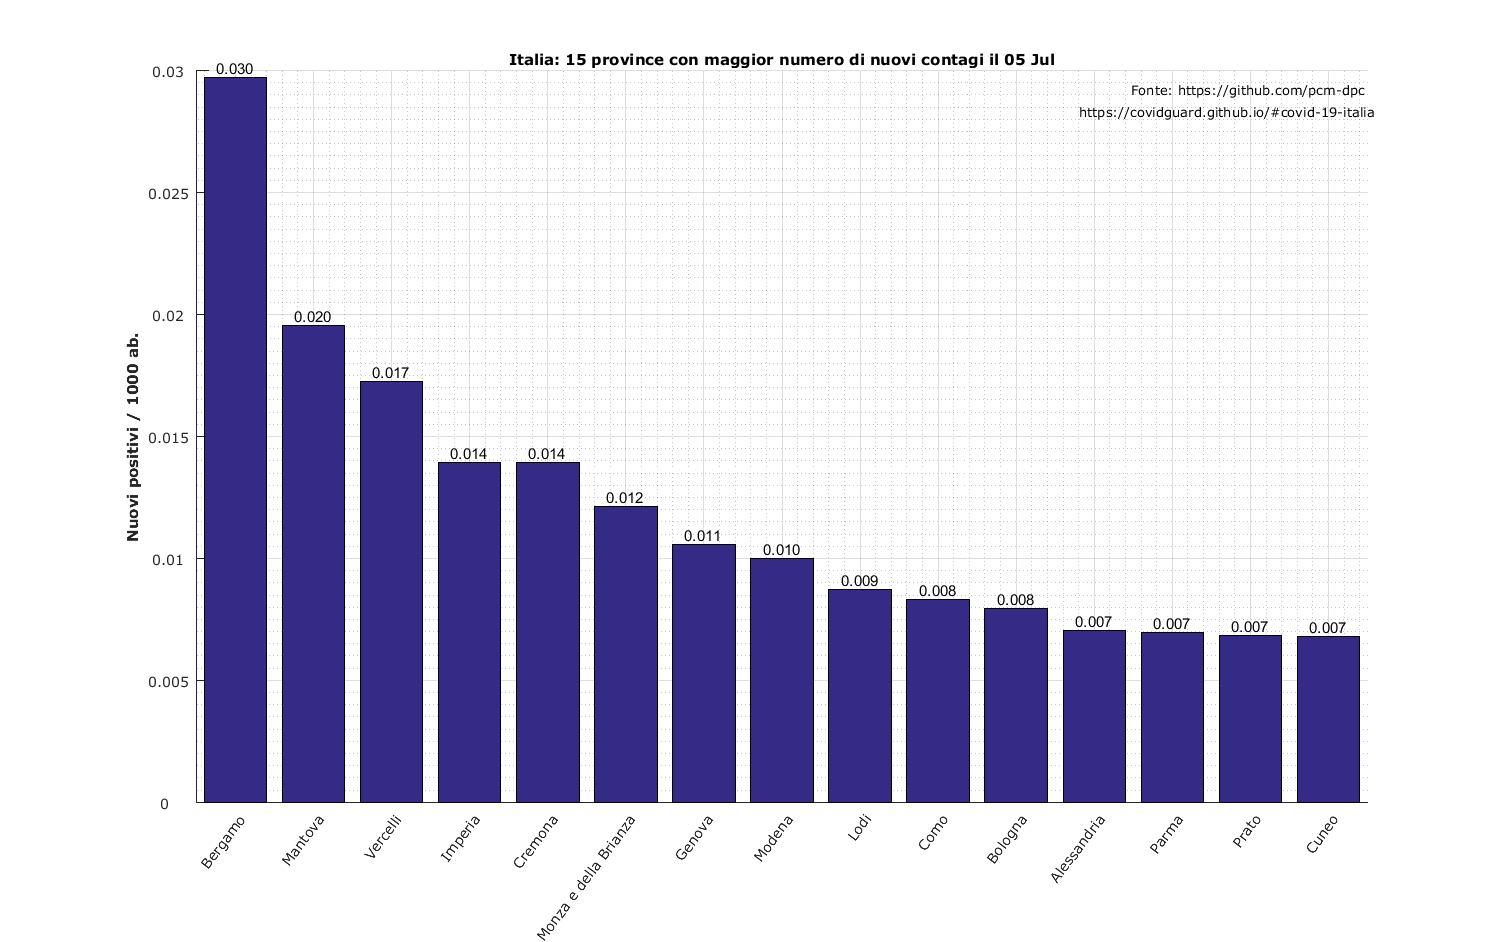 Italia: 15 province con maggior numero di nuovi contagi il 05 Jul
Fonte: https://github.com/pcm-dpc
https://covidguard.github.io/#covid-19-italia
Nuovi positivi / 1000 ab.
0.03
0.025
0.02
0.015
0.01
0.005
0
0.030
0.020
0.017
0.014
0.014
0.012
0.011
0.010
0.009
0.008
0.008
0.007
0.007
0.007
0.007
Bergamo
Mantova
Vercelli
Imperia
Cremona
Monza e della Brianza
Genova
Modena
Lodi
Como
Bologna
Alessandria
Parma
Prato
Cuneo